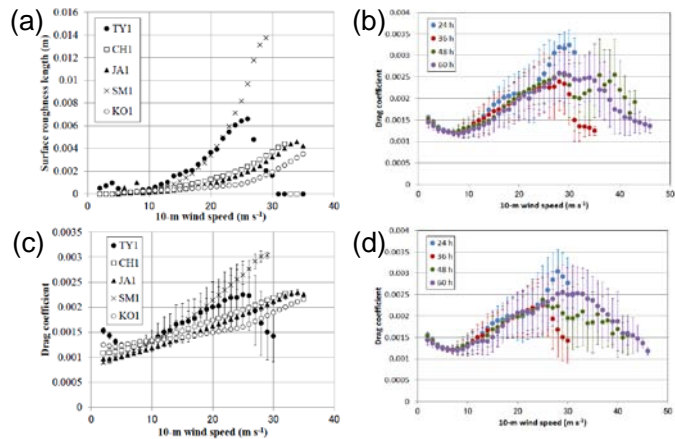 (a)
Surface roughness length (m)
0.016
0.014
0.012
0.01
0.008
0.006
0.004
0.002
0
TY1
CH1
JA1
SM1
KO1
0 10 20 30 40
10-m wind speed (m s⁻¹)
(b)
Drag coefficient
0.004
0.0035
0.003
0.0025
0.002
0.0015
0.001
0.0005
0
24 h
36 h
48 h
60 h
0 10 20 30 40 50
10-m wind speed (m s⁻¹)
(c)
Drag coefficient
0.0035
0.003
0.0025
0.002
0.0015
0.001
0.0005
0
TY1
CH1
JA1
SM1
KO1
0 10 20 30 40
10-m wind speed (m s⁻¹)
(d)
Drag coefficient
0.004
0.0035
0.003
0.0025
0.002
0.0015
0.001
0.0005
0
24 h
36 h
48 h
60 h
0 10 20 30 40 50
10-m wind speed (m s⁻¹)